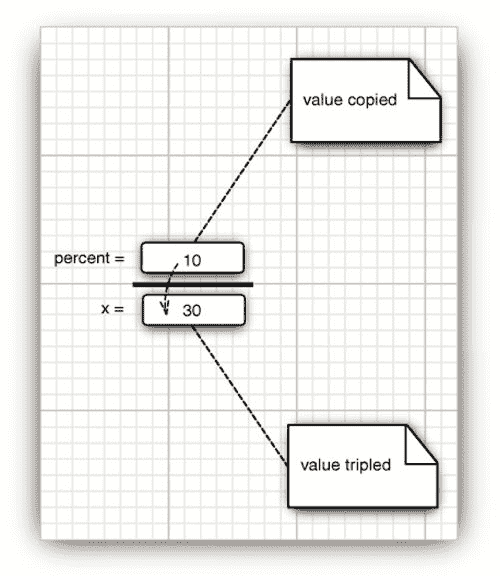 value copied
percent = 10
x = 30
value tripled